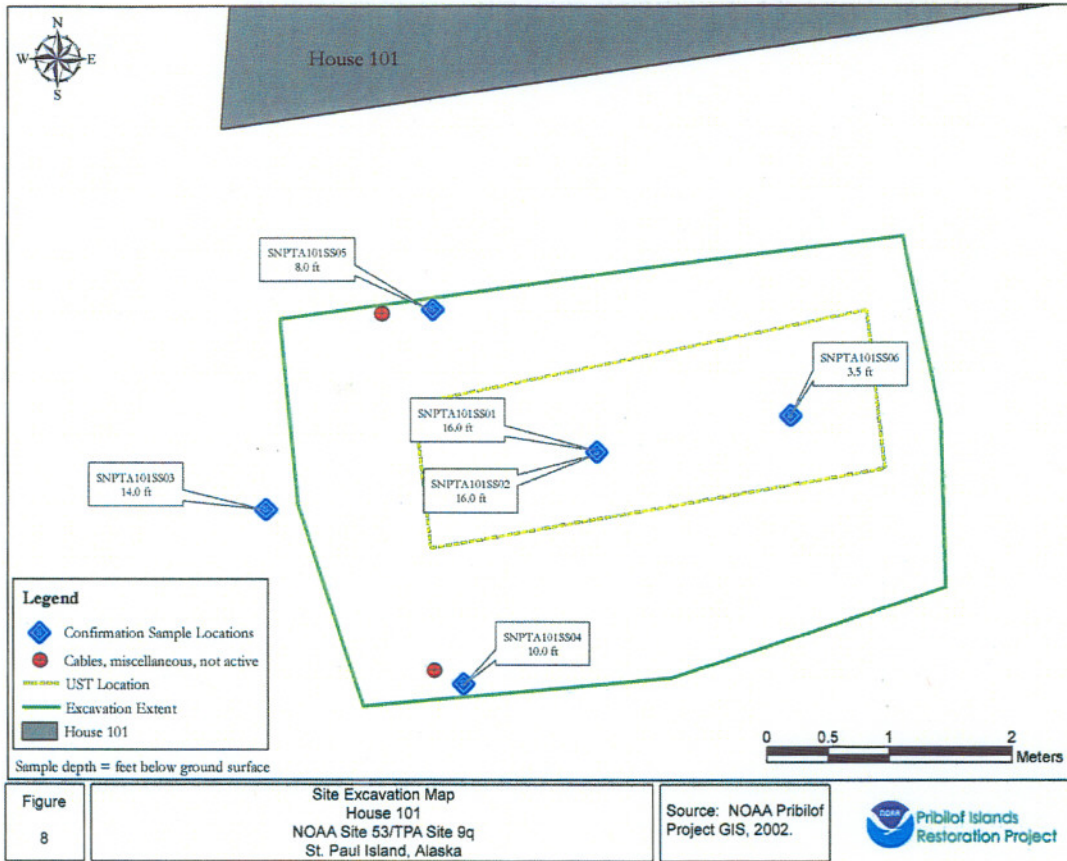 N
W E
S
House 101
SNPTA101SS05
8.0 ft
SNPTA101SS06
3.5 ft
SNPTA101SS01
16.0 ft
SNPTA101SS02
16.0 ft
SNPTA101SS03
14.0 ft
SNPTA101SS04
10.0 ft
Legend
Confirmation Sample Locations
Cables, miscellaneous, not active
UST Location
Excavation Extent
House 101
Sample depth = feet below ground surface
0 0.5 1 2
Meters
Figure
8
Site Excavation Map
House 101
NOAA Site 53/TPA Site 9q
St. Paul Island, Alaska
Source: NOAA Pribilof
Project GIS, 2002.
NOAA
Pribilof Islands
Restoration Project